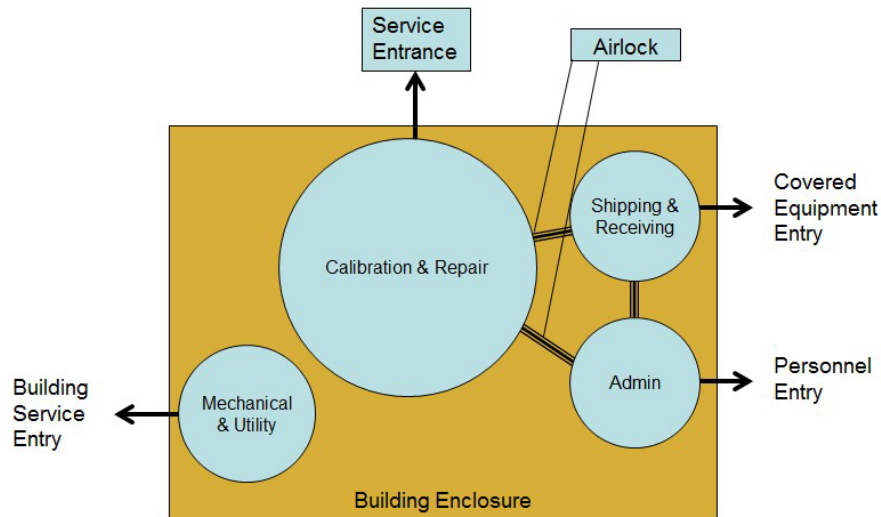 Service
Entrance
Airlock
Shipping &
Receiving
Covered
Equipment
Entry
Calibration & Repair
Admin
Personnel
Entry
Mechanical
& Utility
Building
Service
Entry
Building Enclosure